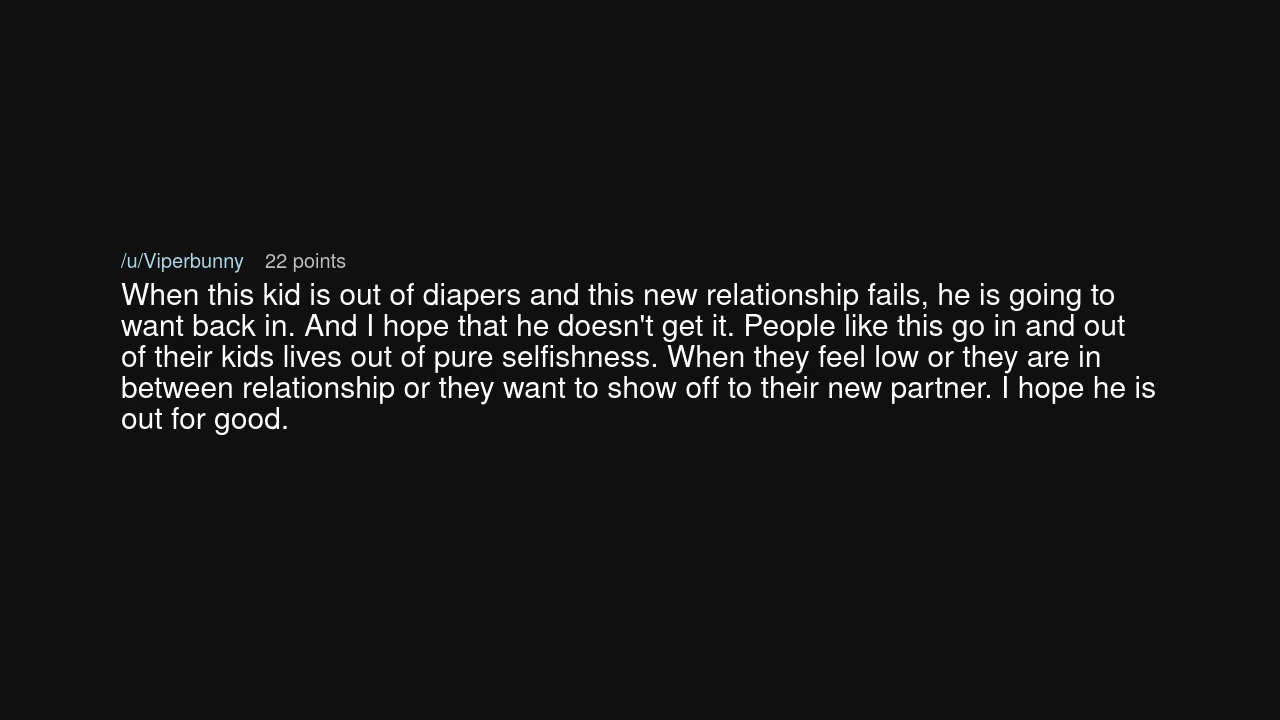 /u/Viperbunny 22 points
When this kid is out of diapers and this new relationship fails, he is going to
want back in. And I hope that he doesn't get it. People like this go in and out
of their kids lives out of pure selfishness. When they feel low or they are in
between relationship or they want to show off to their new partner. I hope he is
out for good.